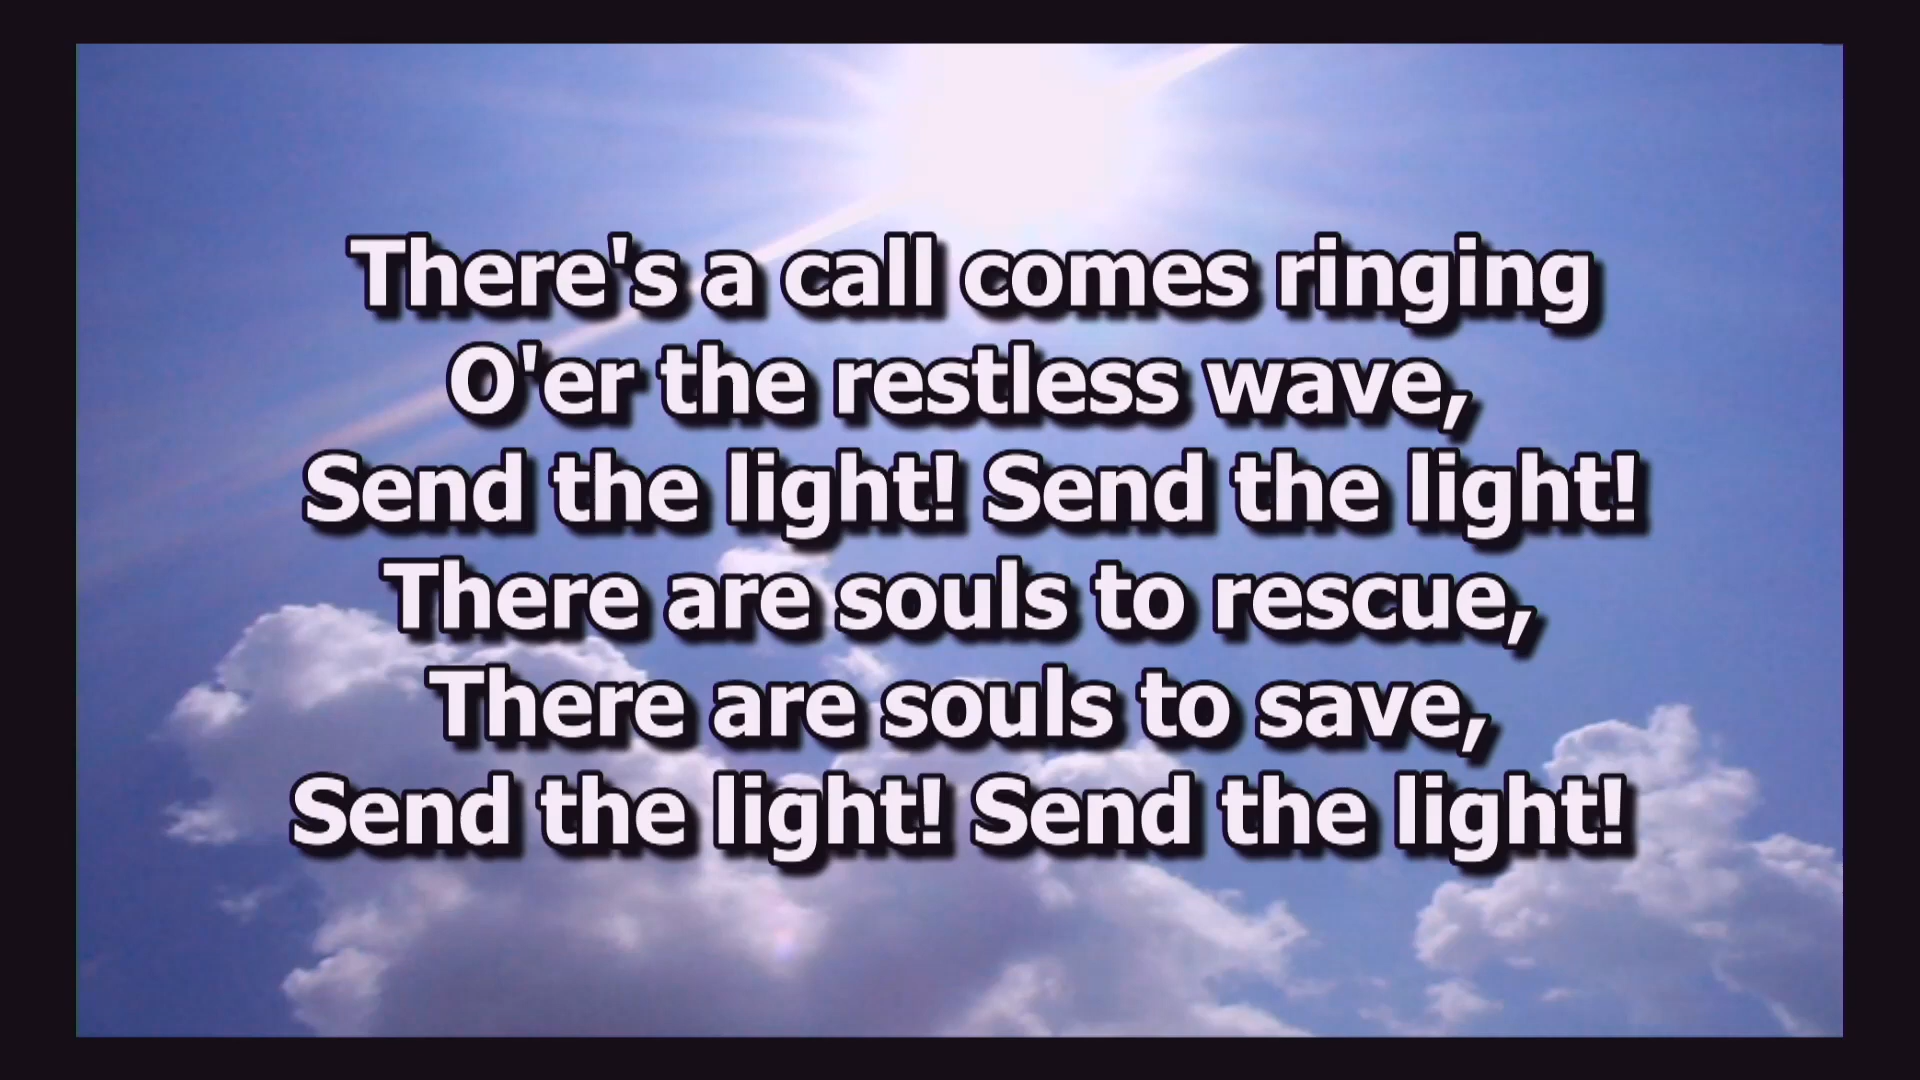 There's a call comes ringing
O'er the restless wave,
Send the light! Send the light!
There are souls to rescue,
There are souls to save,
Send the light! Send the light!